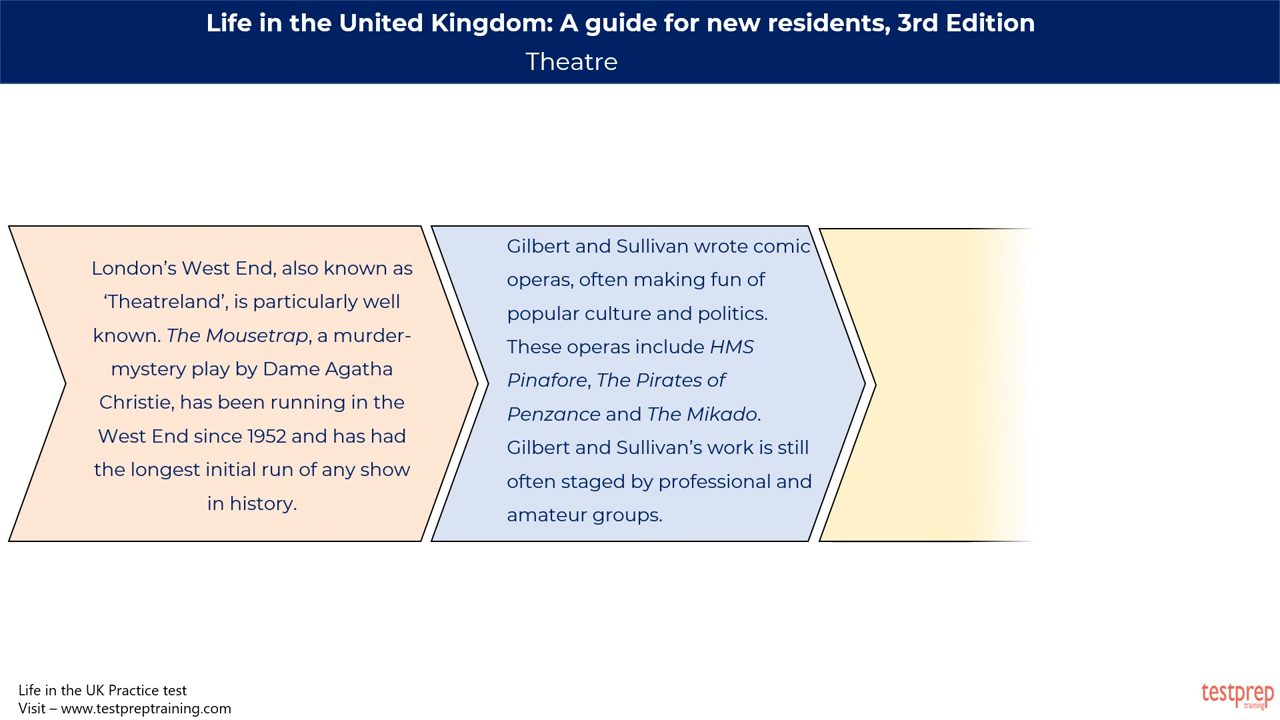 Life in the United Kingdom: A guide for new residents, 3rd Edition
Theatre
London’s West End, also known as
‘Theatreland’, is particularly well
known. The Mousetrap, a murder-
mystery play by Dame Agatha
Christie, has been running in the
West End since 1952 and has had
the longest initial run of any show
in history.
Gilbert and Sullivan wrote comic
operas, often making fun of
popular culture and politics.
These operas include HMS
Pinafore, The Pirates of
Penzance and The Mikado.
Gilbert and Sullivan’s work is still
often staged by professional and
amateur groups.
Life in the UK Practice test
Visit – www.testpreptraining.com
testprep
training